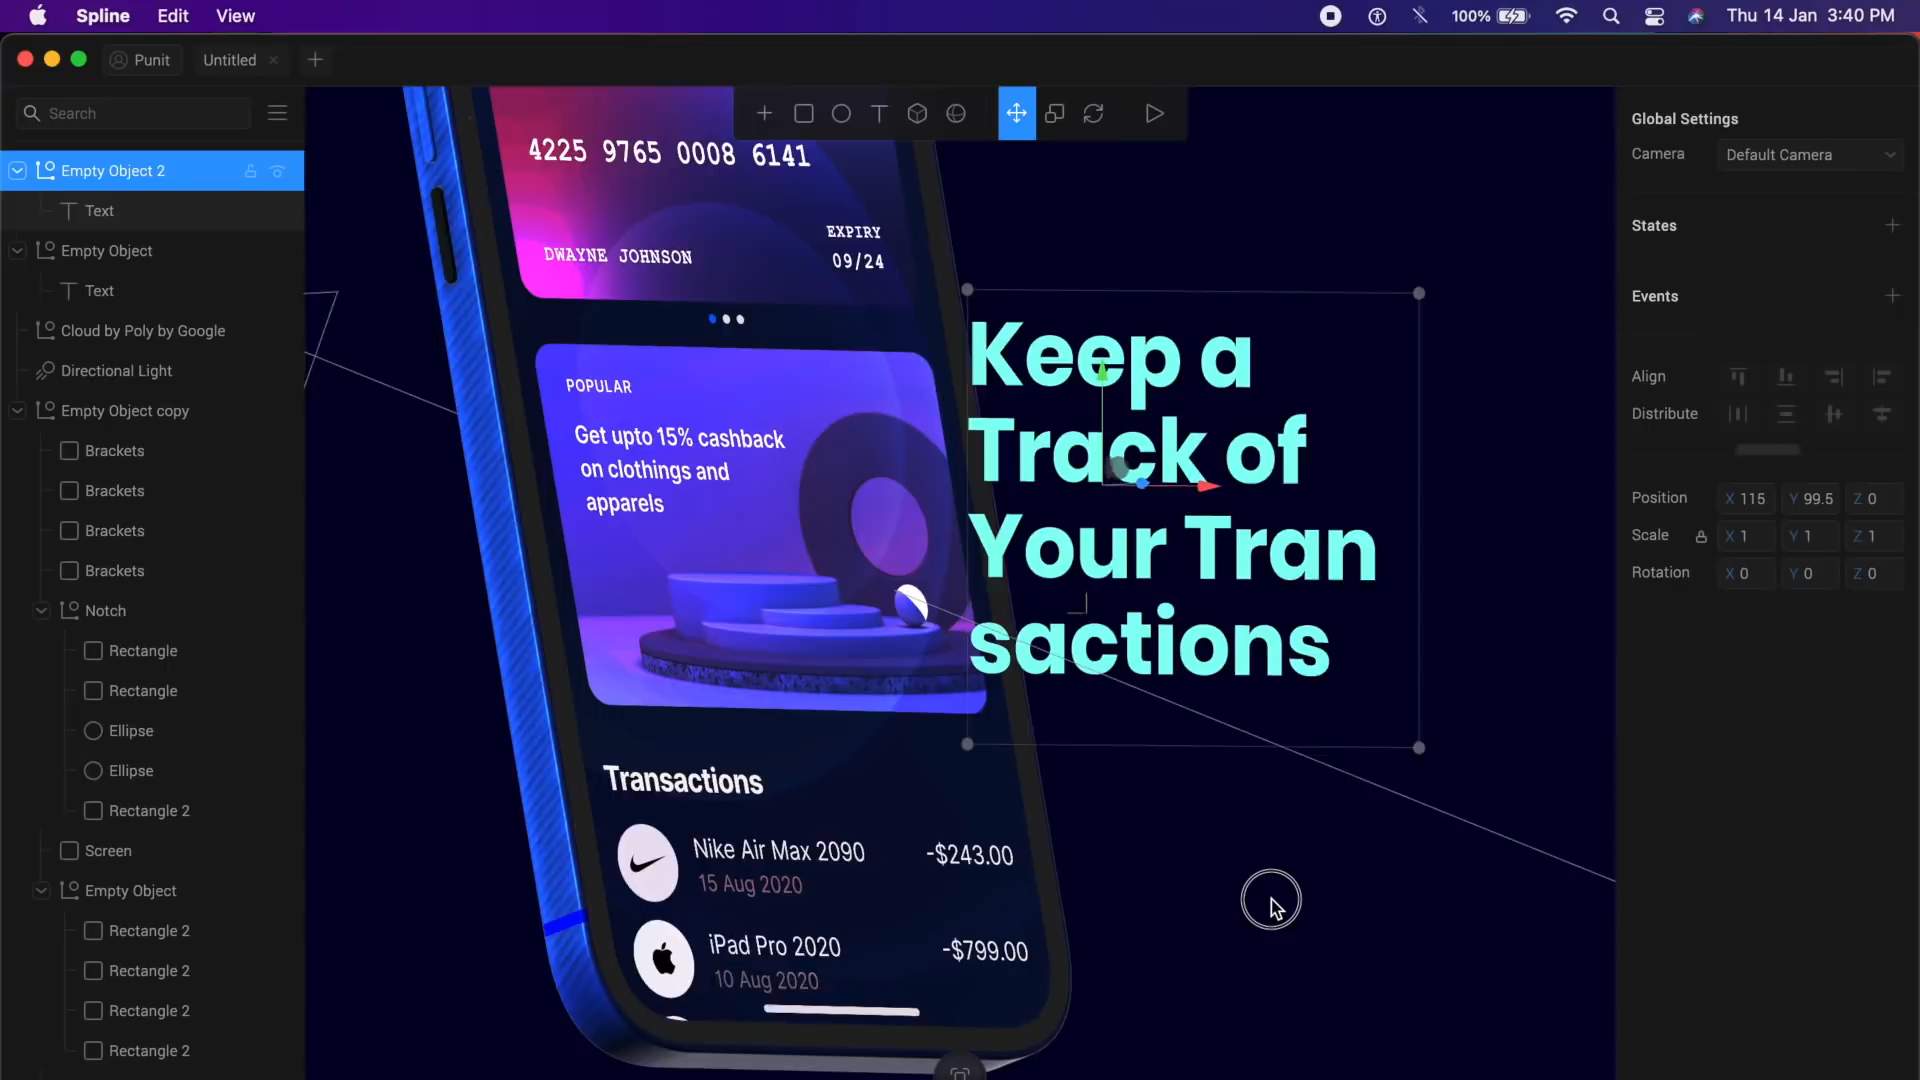 Spline Edit View 100% Thu 14 Jan 3:40 PM
Punit Untitled
Search
Empty Object 2
Text
Empty Object
Text
Cloud by Poly by Google
Directional Light
Empty Object copy
Brackets
Brackets
Brackets
Brackets
Notch
Rectangle
Rectangle
Ellipse
Ellipse
Rectangle 2
Screen
Empty Object
Rectangle 2
Rectangle 2
Rectangle 2
Rectangle 2
4225 9765 0008 6141
EXPIRY
DWAYNE JOHNSON 09/24
POPULAR
Get upto 15% cashback
on clothings and
apparels
Transactions
Nike Air Max 2090 -$243.00
15 Aug 2020
iPad Pro 2020 -$799.00
10 Aug 2020
Keep a
Track of
Your Tran
sactions
Global Settings
Camera Default Camera
States
Events
Align
Distribute
Position X 115 Y 99.5 Z 0
Scale X 1 Y 1 Z 1
Rotation X 0 Y 0 Z 0